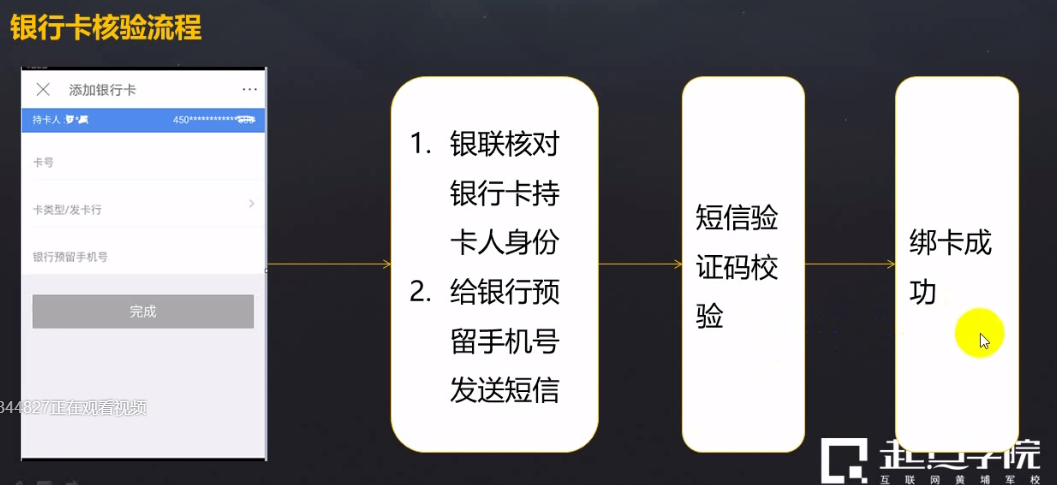 银行卡核验流程
添加银行卡
持卡人
450**************
卡号
卡类型/发卡行
银行预留手机号
完成
344827正在观看视频
1. 银联核对
银行卡持
卡人身份
2. 给银行预
留手机号
发送短信
短信验
证码校
验
绑卡成
功
起点学院
互联网黄埔军校